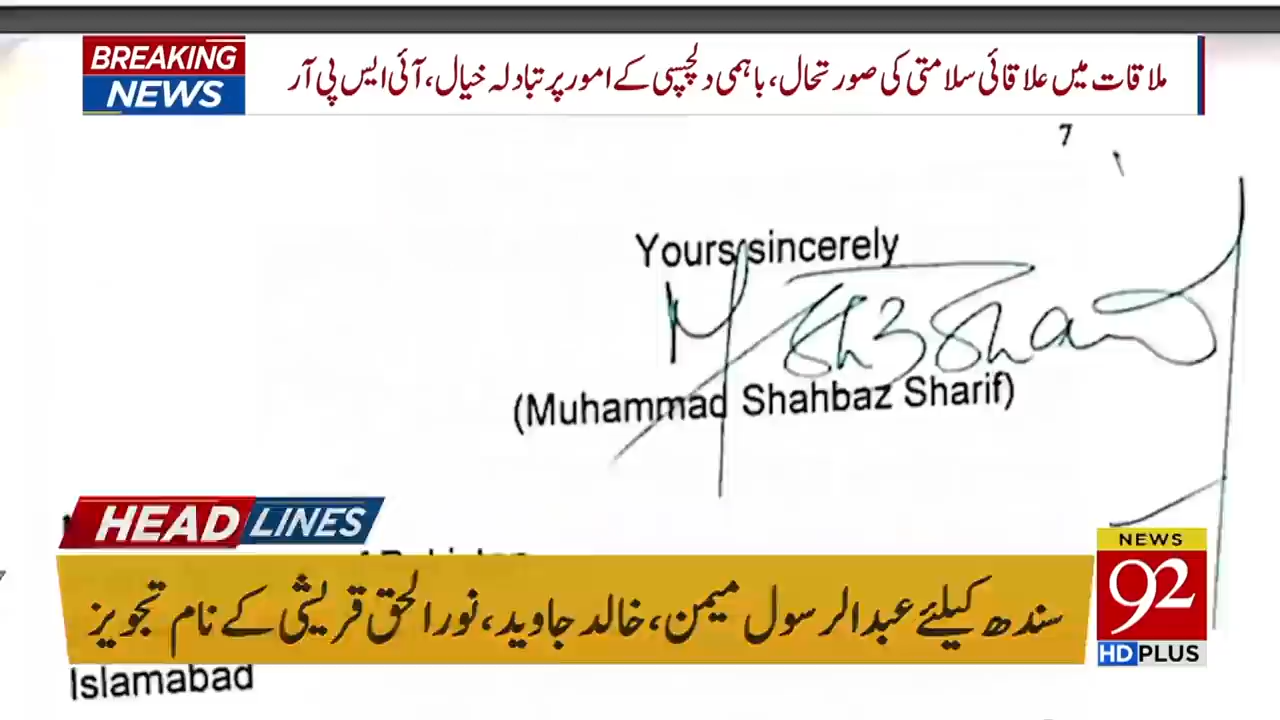 BREAKING
NEWS
ملاقات میں علاقائی سلامتی کی صورتحال، باہمی دلچسپی کے امور پر تبادلہ خیال، آئی ایس پی آر
7
Yours sincerely
(Muhammad Shahbaz Sharif)
HEAD LINES
سندھ کیلئے عبدالرسول میمن، خالد جاوید، نورالحق قریشی کے نام تجویز
NEWS
92
HD PLUS
Islamabad